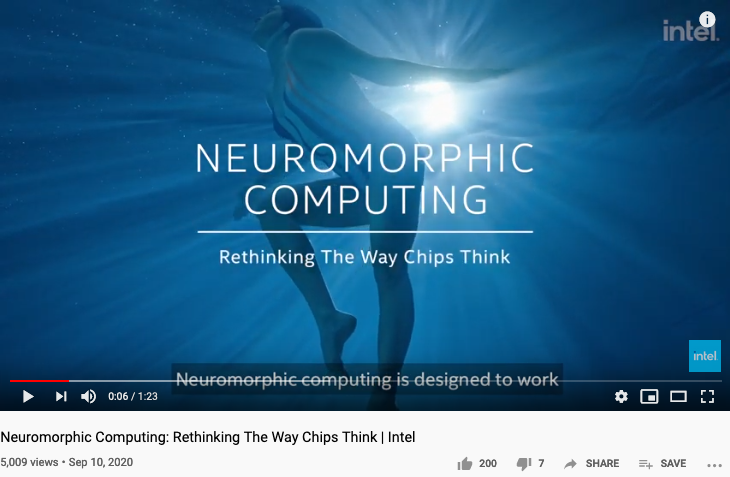 intel.
i
NEUROMORPHIC
COMPUTING
Rethinking The Way Chips Think
intel
Neuromorphic computing is designed to work
0:06 / 1:23
Neuromorphic Computing: Rethinking The Way Chips Think | Intel
5,009 views • Sep 10, 2020 200 7 SHARE SAVE